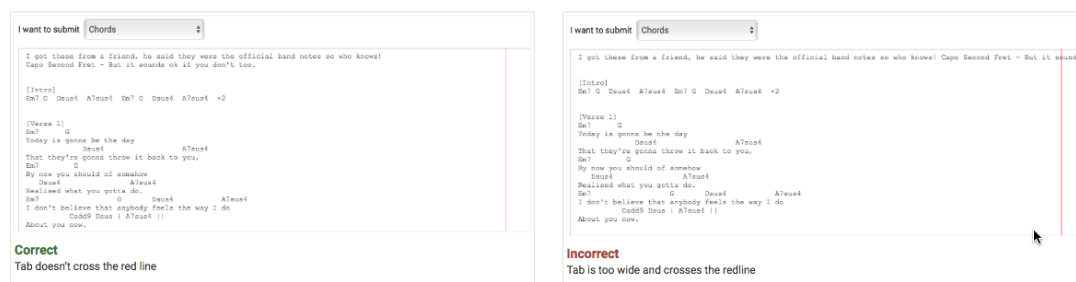 I want to submit Chords
I got these from a friend, he said they were the official band notes so who knows!
Capo Second Fret - But it sounds ok if you don't too.
[Intro]
Em7 G Dsus4 A7sus4 Em7 G Dsus4 A7sus4 ×2
[Verse 1]
Em7 G
Today is gonna be the day
Dsus4 A7sus4
That they're gonna throw it back to you,
Em7 G
By now you should of somehow
Dsus4 A7sus4
Realised what you gotta do.
Em7 G Dsus4 A7sus4
I don't believe that anybody feels the way I do
Cadd9 Dsus | A7sus4 ||
About you now.
Correct
Tab doesn't cross the red line
I want to submit Chords
I got these from a friend, he said they were the official band notes so who knows! Capo Second Fret - But it sound
[Intro]
Em7 G Dsus4 A7sus4 Em7 G Dsus4 A7sus4 ×2
[Verse 1]
Em7 G
Today is gonna be the day
Dsus4 A7sus4
That they're gonna throw it back to you,
Em7 G
By now you should of somehow
Dsus4 A7sus4
Realised what you gotta do.
Em7 G Dsus4 A7sus4
I don't believe that anybody feels the way I do
Cadd9 Dsus | A7sus4 ||
About you now.
Incorrect
Tab is too wide and crosses the redline